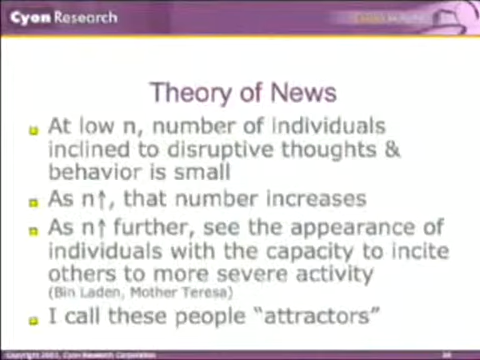 Cyon Research
Theory of News
At low n, number of individuals
inclined to disruptive thoughts &
behavior is small
As n↑, that number increases
As n↑ further, see the appearance of
individuals with the capacity to incite
others to more severe activity
(Bin Laden, Mother Teresa)
I call these people “attractors”
Copyright 2003, Cyon Research Corporation